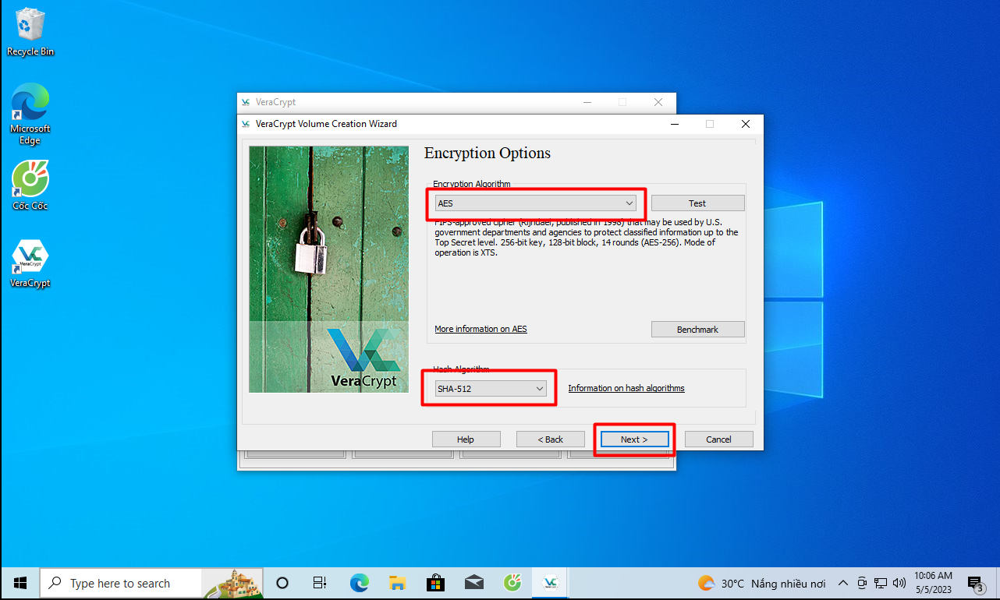 Recycle Bin
Microsoft
Edge
Cốc Cốc
VeraCrypt
VeraCrypt
VeraCrypt
VeraCrypt Volume Creation Wizard
VeraCrypt
Encryption Options
Encryption Algorithm
AES
Test
FIPS-approved cipher (Rijndael, published in 1998) that may be used by U.S.
government departments and agencies to protect classified information up to the
Top Secret level. 256-bit key, 128-bit block, 14 rounds (AES-256). Mode of
operation is XTS.
More information on AES
Benchmark
Hash Algorithm
SHA-512
Information on hash algorithms
Help
< Back
Next >
Cancel
Type here to search
30°C Nắng nhiều nơi
10:06 AM
5/5/2023
3